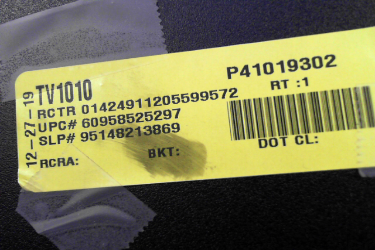 12-27-19
TV1010
P41019302
RCTR 01424911205599572
RT :1
UPC# 60958525297
SLP# 95148213869
RCRA:
BKT:
DOT CL: